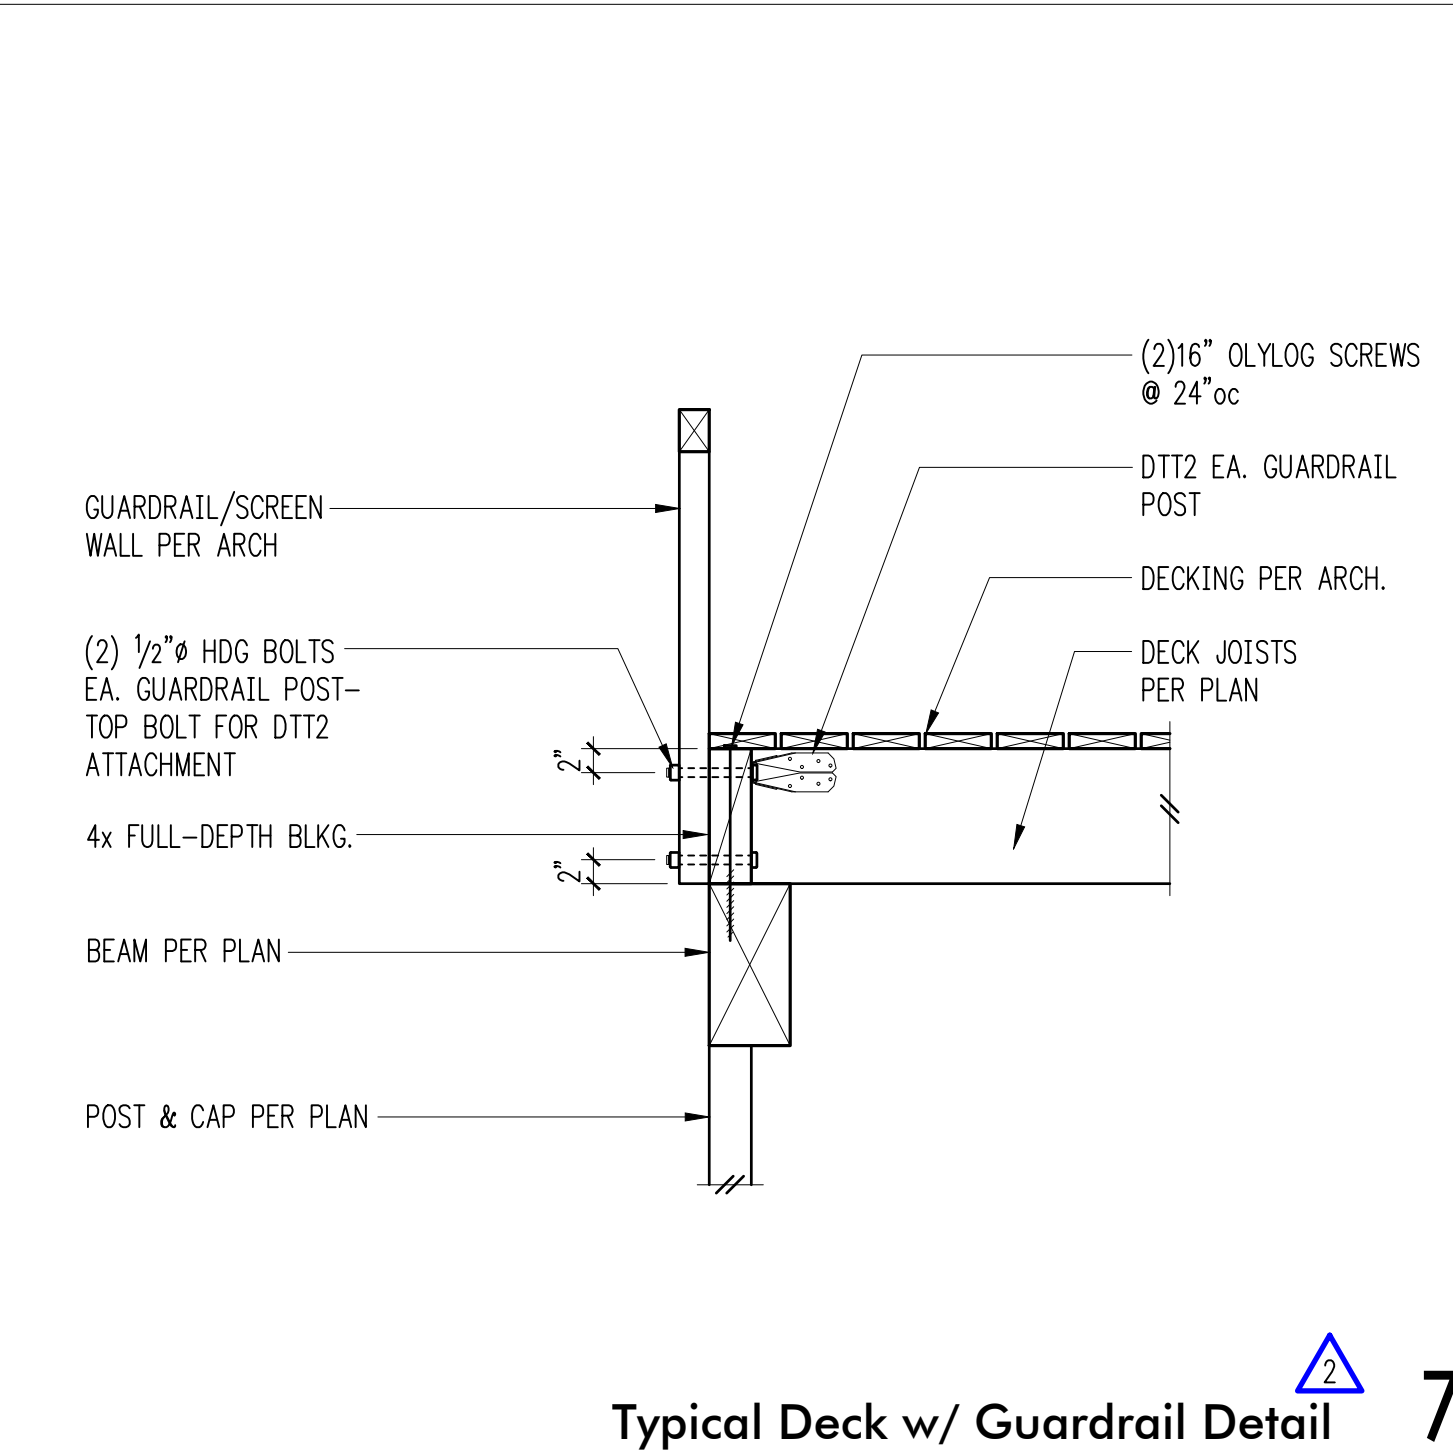 (2)16" OLYLOG SCREWS
@ 24"oc
DTT2 EA. GUARDRAIL
POST
DECKING PER ARCH.
DECK JOISTS
PER PLAN
GUARDRAIL/SCREEN
WALL PER ARCH
(2) 1/2"ø HDG BOLTS
EA. GUARDRAIL POST-
TOP BOLT FOR DTT2
ATTACHMENT
2"
4x FULL-DEPTH BLKG.
2"
BEAM PER PLAN
POST & CAP PER PLAN
2
Typical Deck w/ Guardrail Detail
7